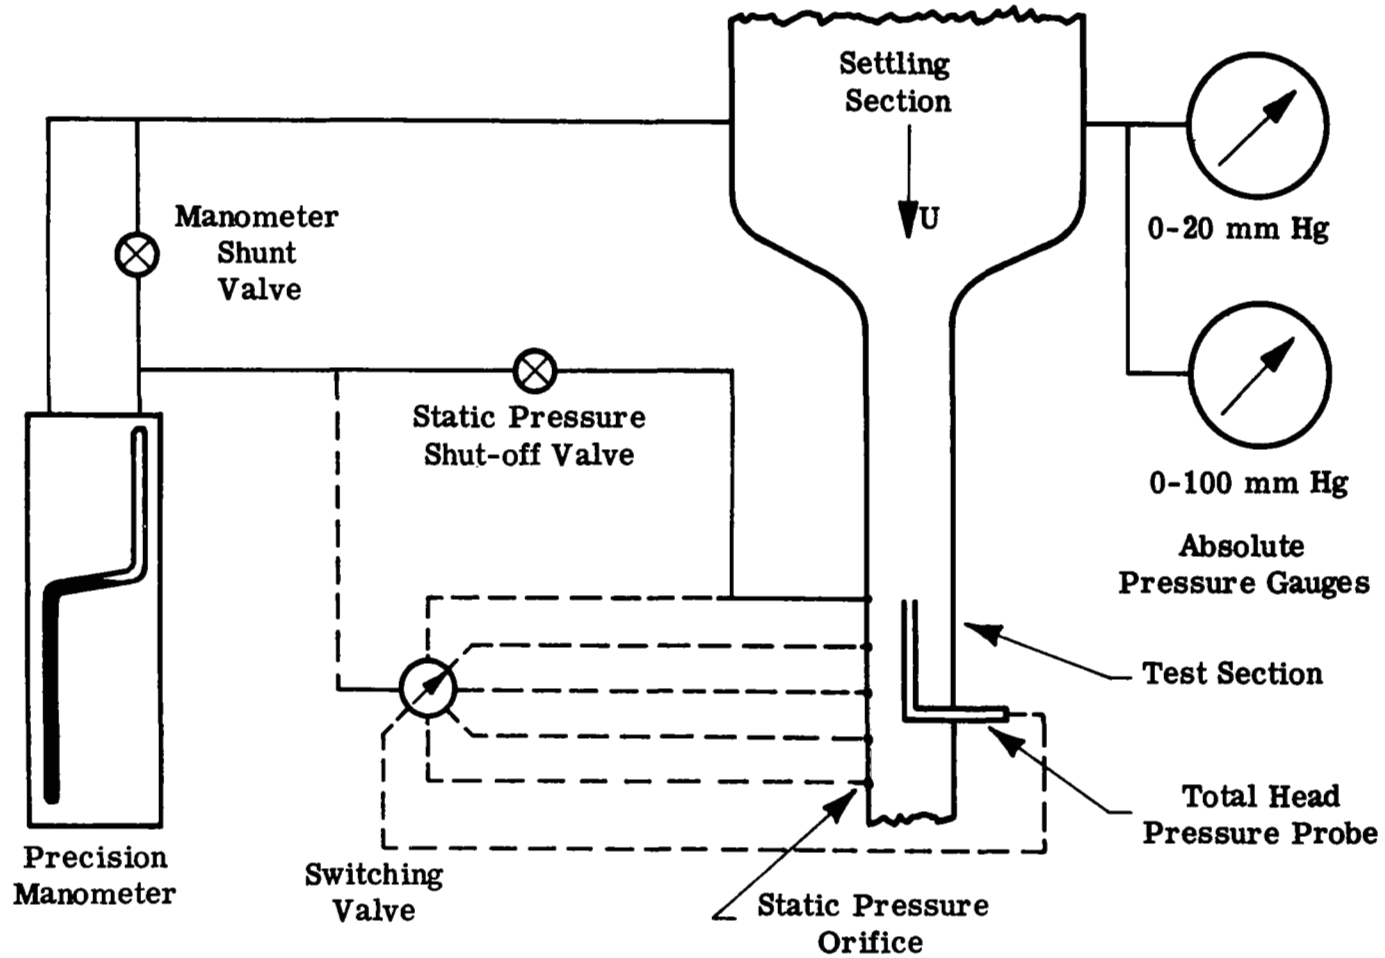 Settling
Section
U
0-20 mm Hg
Manometer
Shunt
Valve
Static Pressure
Shut-off Valve
0-100 mm Hg
Absolute
Pressure Gauges
Test Section
Total Head
Pressure Probe
Precision
Manometer
Switching
Valve
Static Pressure
Orifice